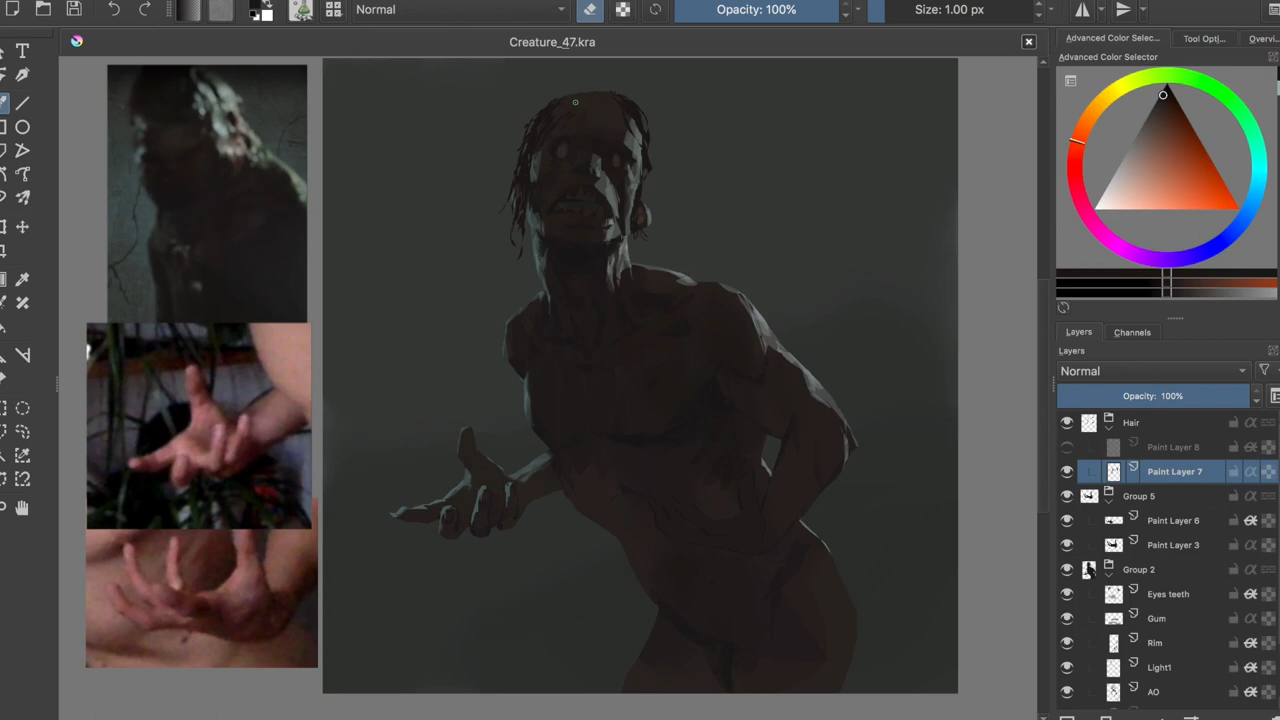 Normal
Opacity: 100%
Size: 1.00 px
Creature_47.kra
Advanced Color Selec...
Tool Opti...
Overvi...
Advanced Color Selector
Layers
Channels
Layers
Normal
Opacity: 100%
Hair
Paint Layer 8
Paint Layer 7
Group 5
Paint Layer 6
Paint Layer 3
Group 2
Eyes teeth
Gum
Rim
Light1
AO